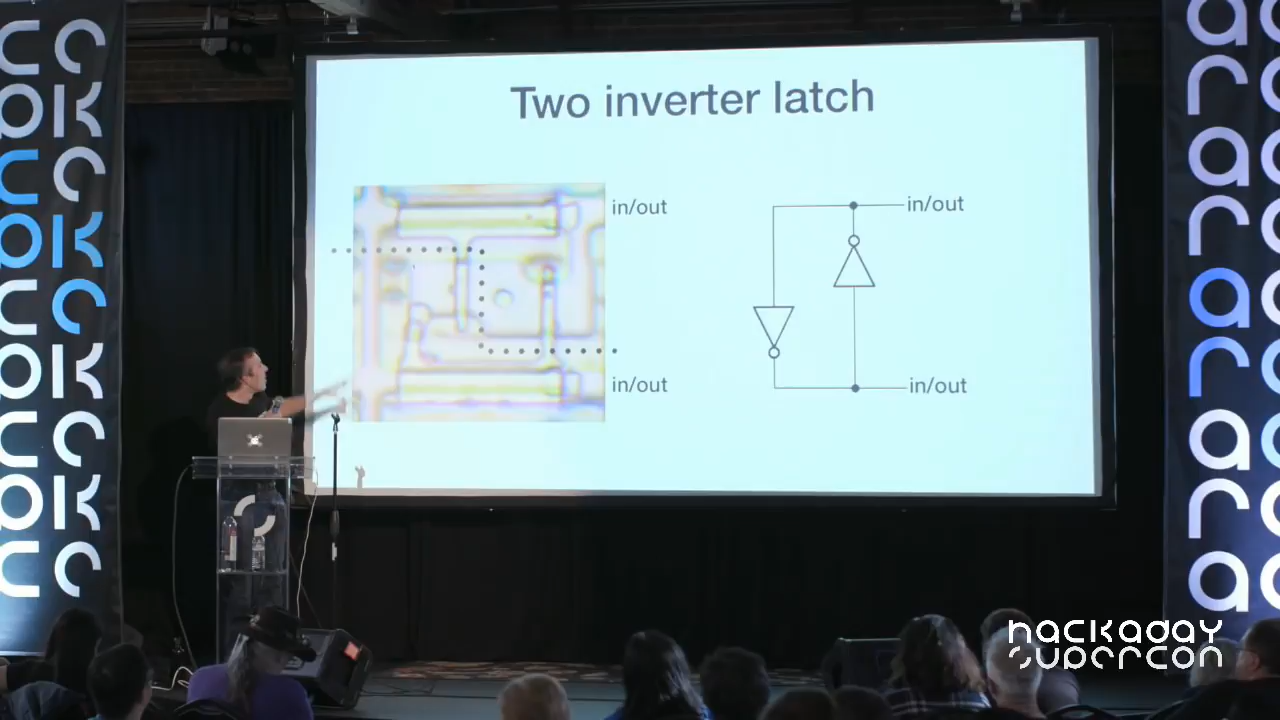 Two inverter latch
in/out
in/out
in/out
in/out
hackaday
supercon